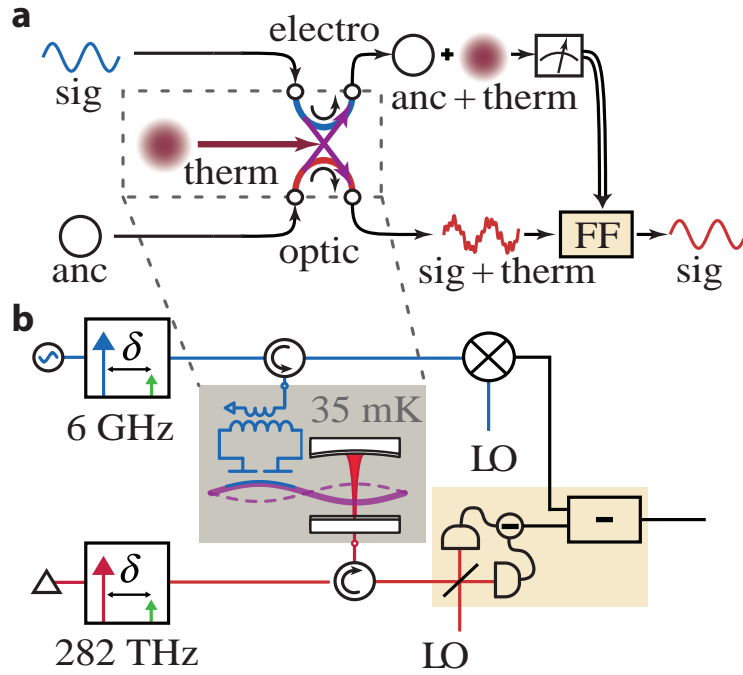 a
electro
sig
anc + therm
therm
FF
anc
optic
sig + therm
sig
b
δ
35 mK
6 GHz
LO
-
-
δ
282 THz
LO